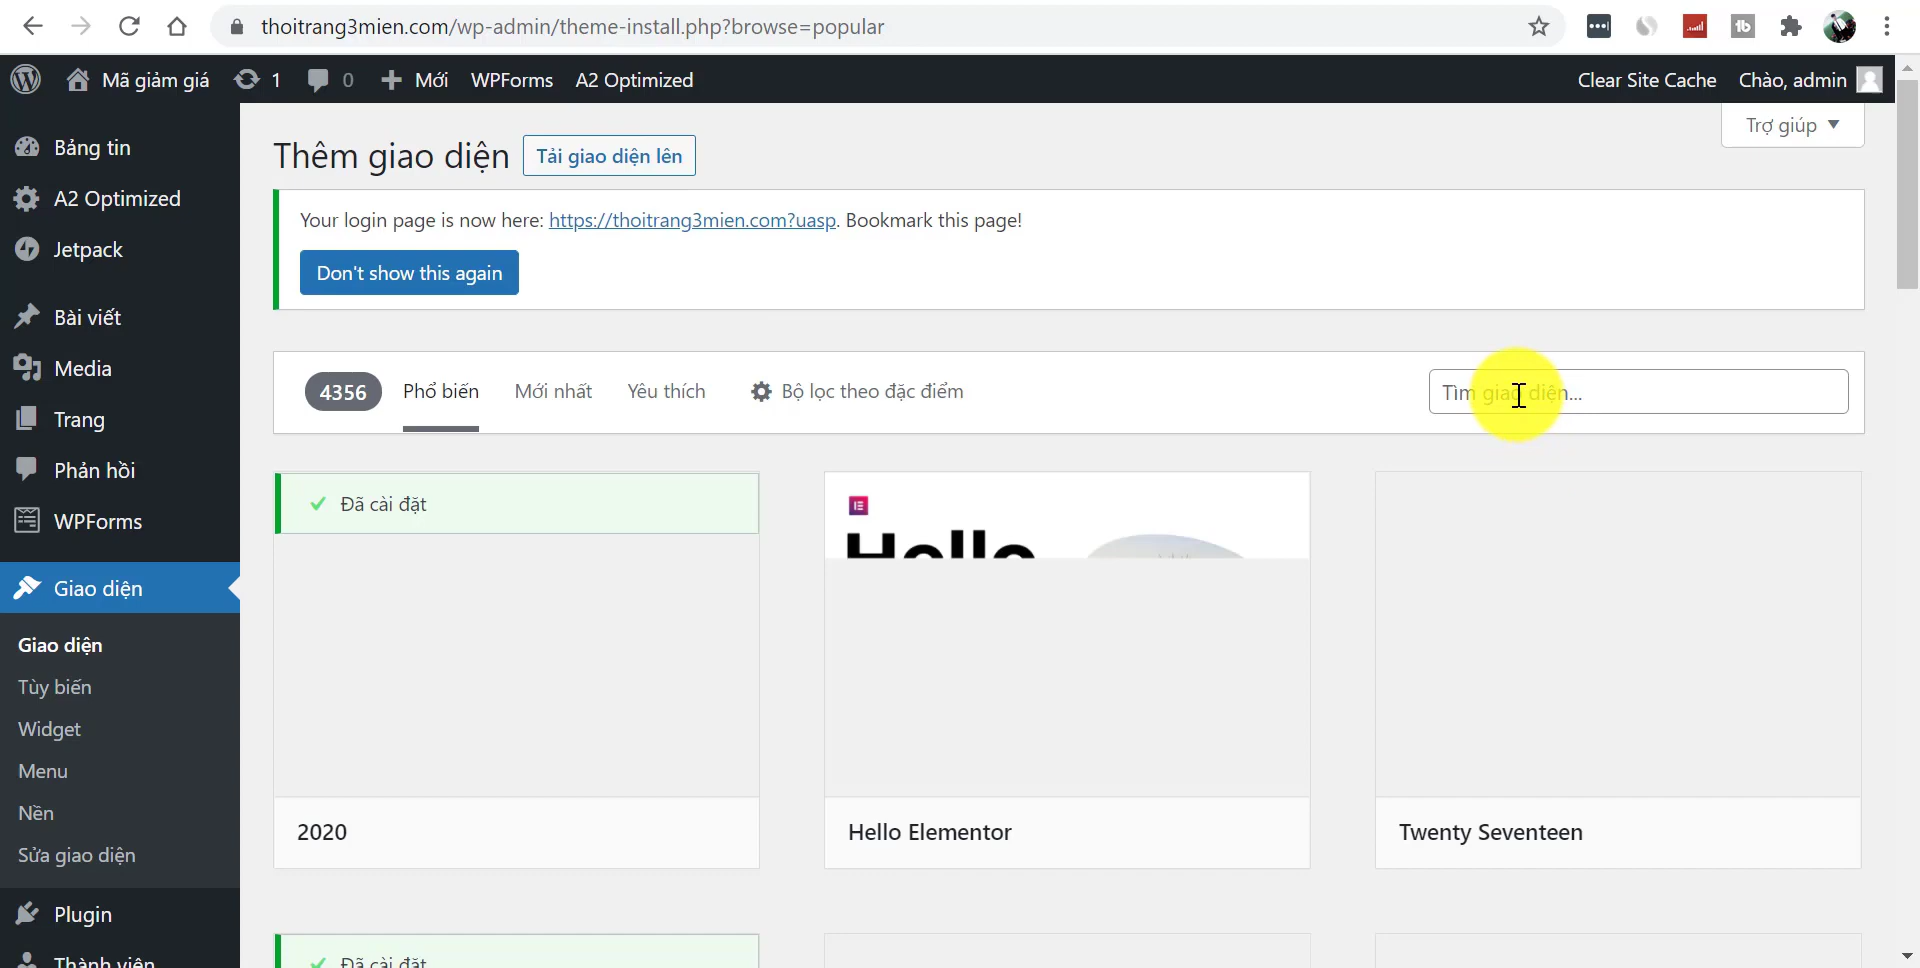 thoitrang3mien.com/wp-admin/theme-install.php?browse=popular
Mã giảm giá 1 0 Mới WPForms A2 Optimized Clear Site Cache Chào, admin
Trợ giúp
Bảng tin
A2 Optimized
Jetpack
Bài viết
Media
Trang
Phản hồi
WPForms
Giao diện
Giao diện
Tùy biến
Widget
Menu
Nền
Sửa giao diện
Plugin
Thành viên
Thêm giao diện Tải giao diện lên
Your login page is now here: https://thoitrang3mien.com?uasp. Bookmark this page!
Don't show this again
4356 Phổ biến Mới nhất Yêu thích Bộ lọc theo đặc điểm Tìm giao diện...
Đã cài đặt
Hello
2020 Hello Elementor Twenty Seventeen
Đã cài đặt